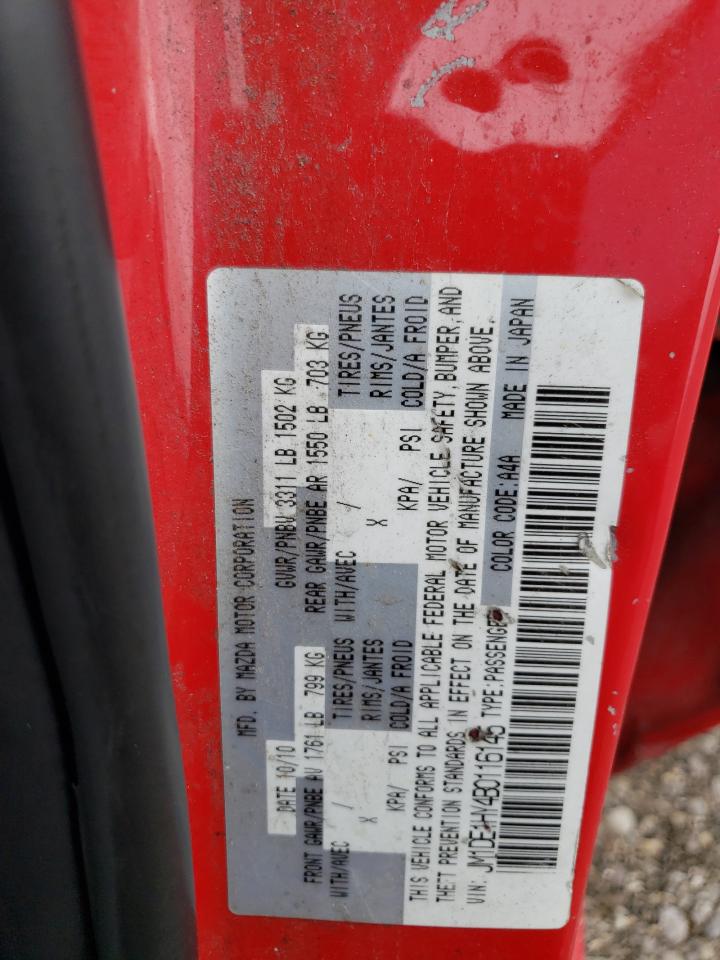 MFD. BY MAZDA MOTOR CORPORATION
DATE 10/10 GVWR/PNBV 3311 LB 1502 KG
FRONT GAWR/PNBE AV 1761 LB 799 KG REAR GAWR/PNBE AR 1550 LB 703 KG
WITH/AVEC / TIRES/PNEUS WITH/AVEC / TIRES/PNEUS
X RIMS/JANTES X RIMS/JANTES
KPA/ PSI COLD/A FROID KPA/ PSI COLD/A FROID
THIS VEHICLE CONFORMS TO ALL APPLICABLE FEDERAL MOTOR VEHICLE SAFETY, BUMPER, AND
THEFT PREVENTION STANDARDS IN EFFECT ON THE DATE OF MANUFACTURE SHOWN ABOVE.
VIN: JM1DE1HY4B0116145 TYPE:PASSENGER COLOR CODE:A4A MADE IN JAPAN